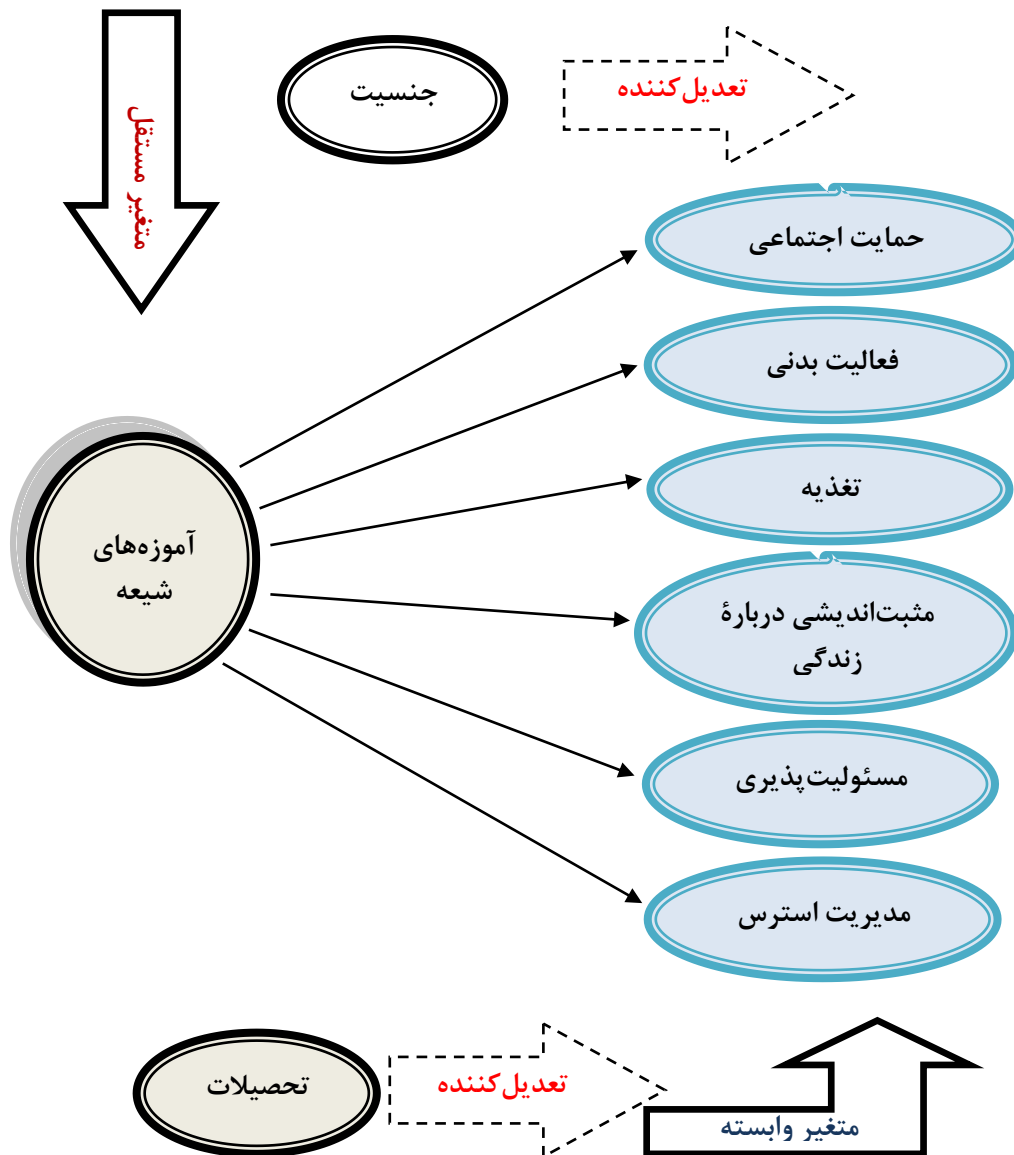 متغیر مستقل
جنسیت
تعدیل‌کننده
حمایت اجتماعی
فعالیت بدنی
تغذیه
آموزه‌های
شیعه
مثبت‌اندیشی دربارهٔ
زندگی
مسئولیت‌پذیری
مدیریت استرس
تحصیلات
تعدیل‌کننده
متغیر وابسته